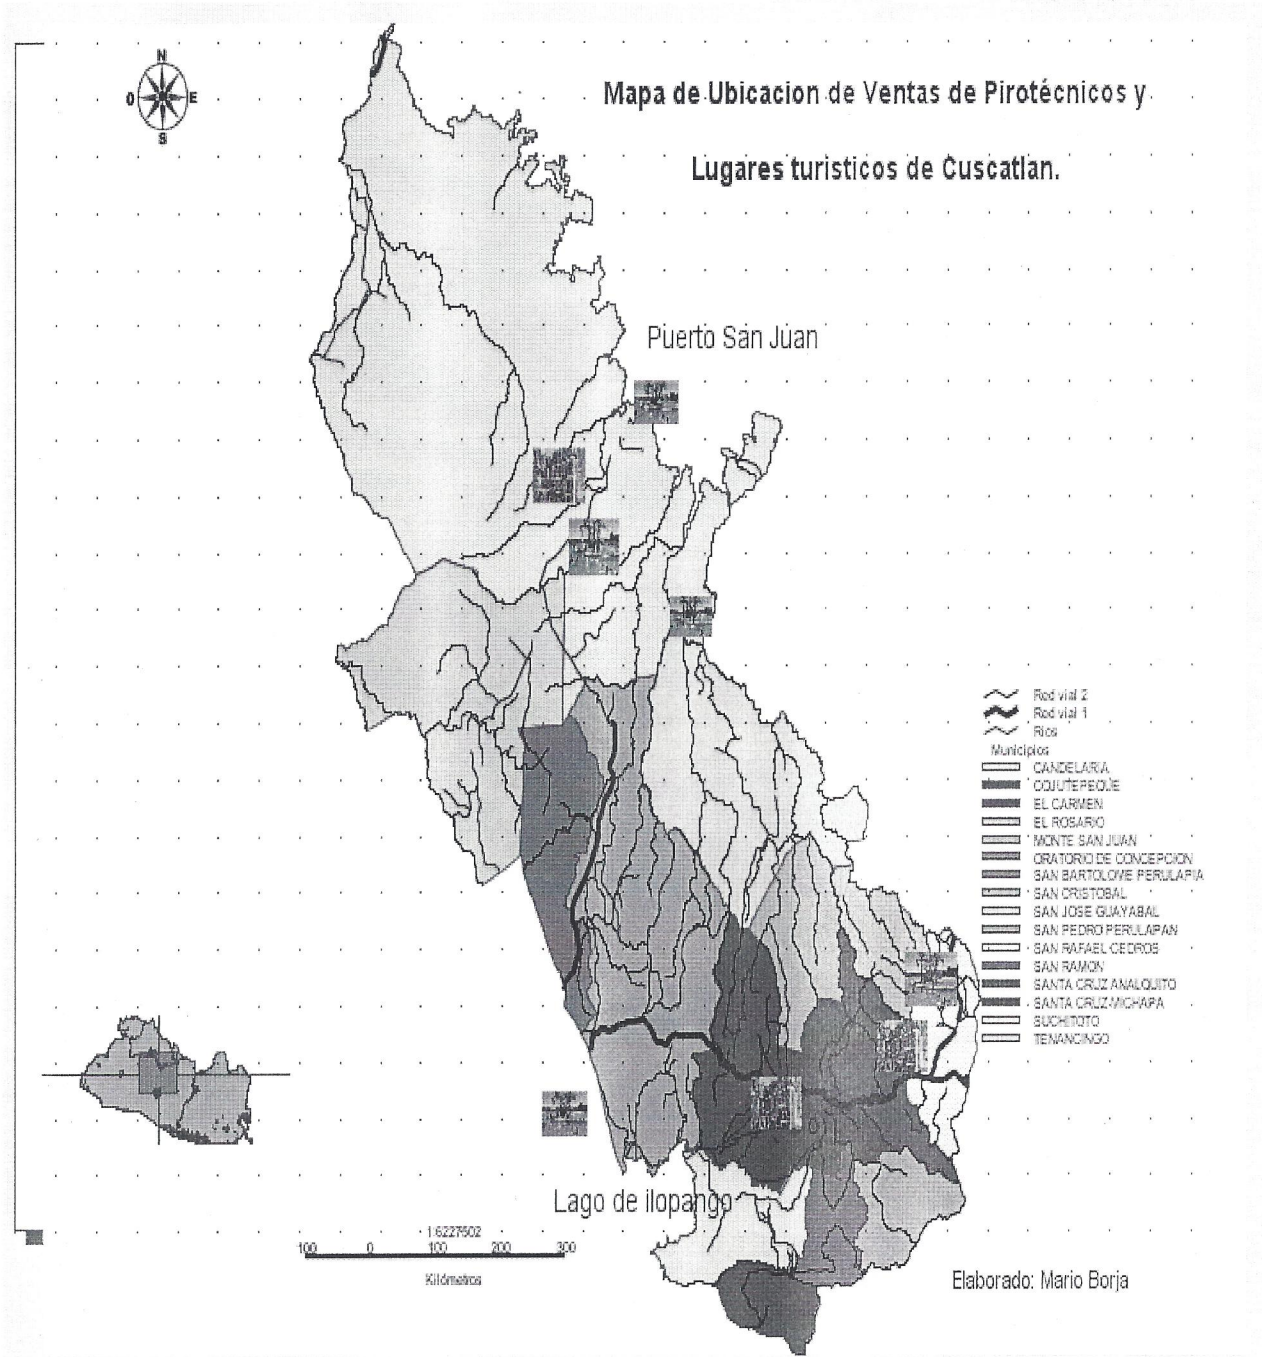 N
O E
S
Mapa de Ubicacion de Ventas de Pirotécnicos y
Lugares turisticos de Cuscatlan.
Puerto San Juan
Red vial 2
Red vial 1
Rios
Municipios
CANDELARIA
COJUTEPEQUE
EL CARMEN
EL ROSARIO
MONTE SAN JUAN
ORATORIO DE CONCEPCION
SAN BARTOLOME PERULAPIA
SAN CRISTOBAL
SAN JOSE GUAYABAL
SAN PEDRO PERULAPAN
SAN RAFAEL CEDROS
SAN RAMON
SANTA CRUZ ANALQUITO
SANTA CRUZ MICHAPA
SUCHITOTO
TENANCINGO
Lago de ilopango
1:6227502
100 0 100 200 300
Kilómetros
Elaborado: Mario Borja